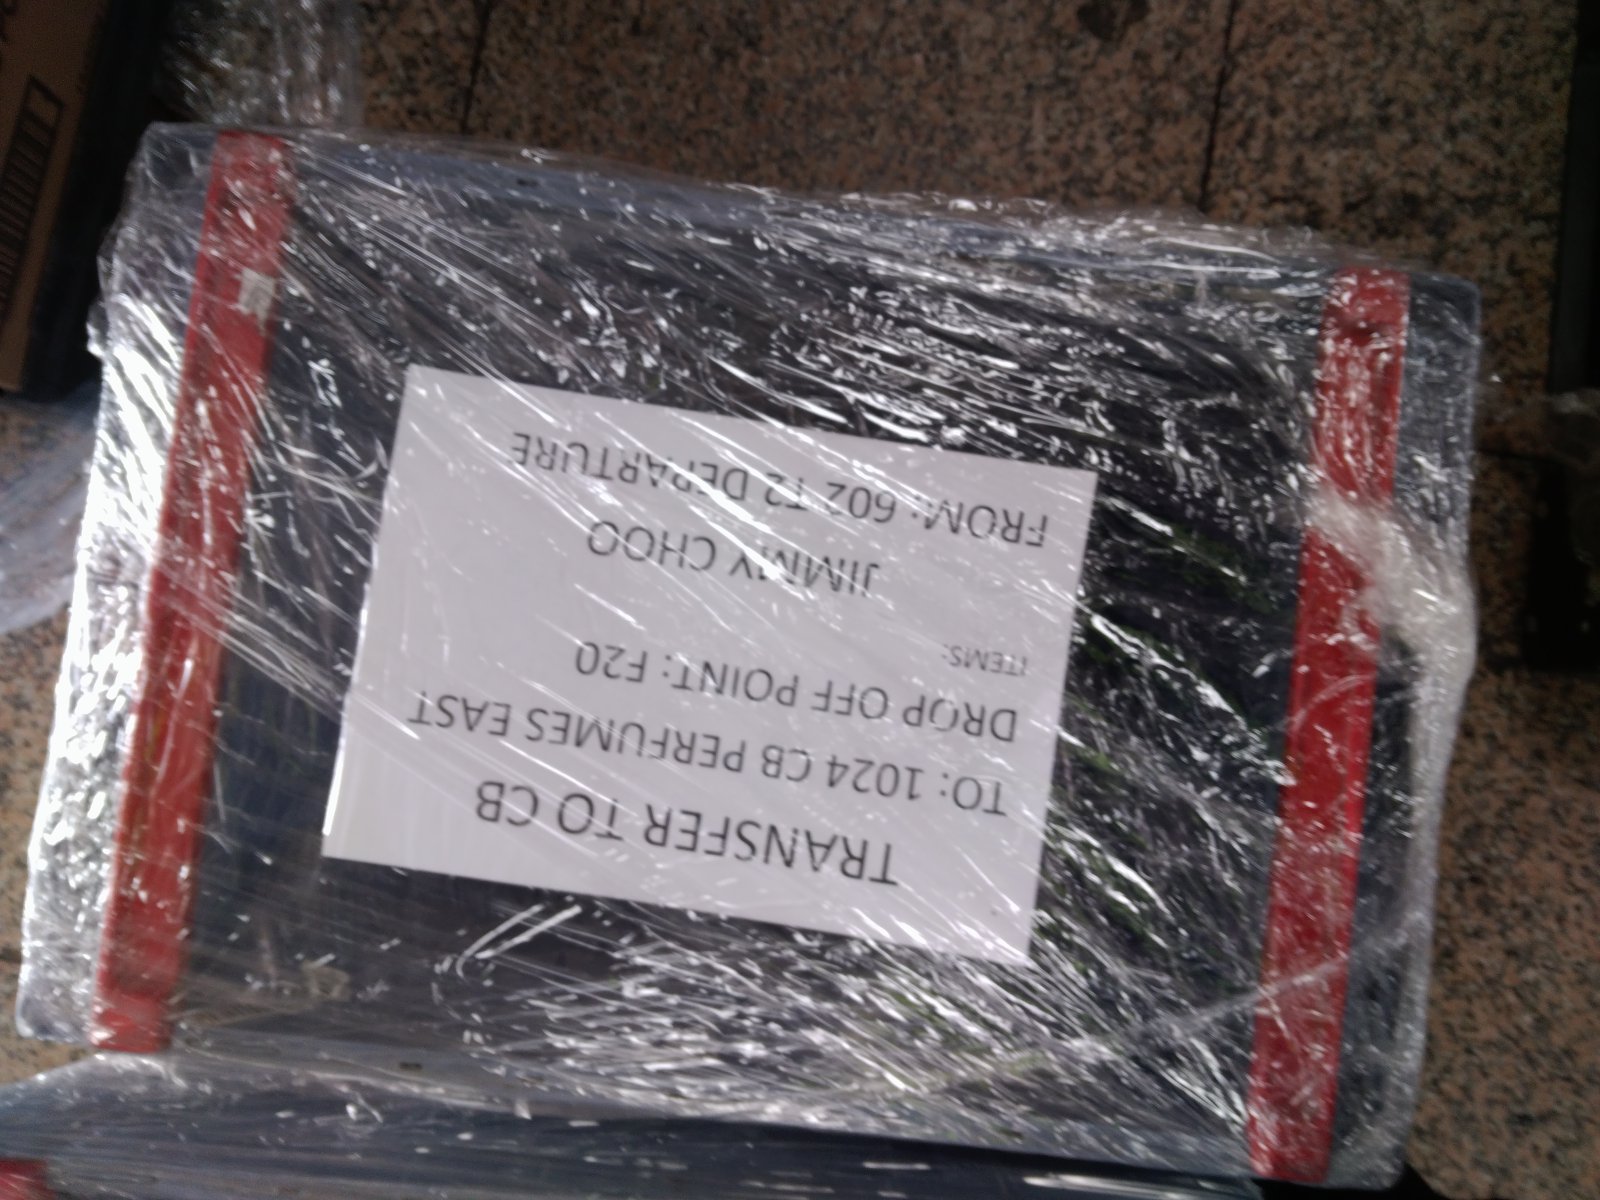 TRANSFER TO CB
TO: 1024 CB PERFUMES EAST
DROP OFF POINT: F20
ITEMS:
JIMMY CHOO
FROM: 602 T2 DEPARTURE